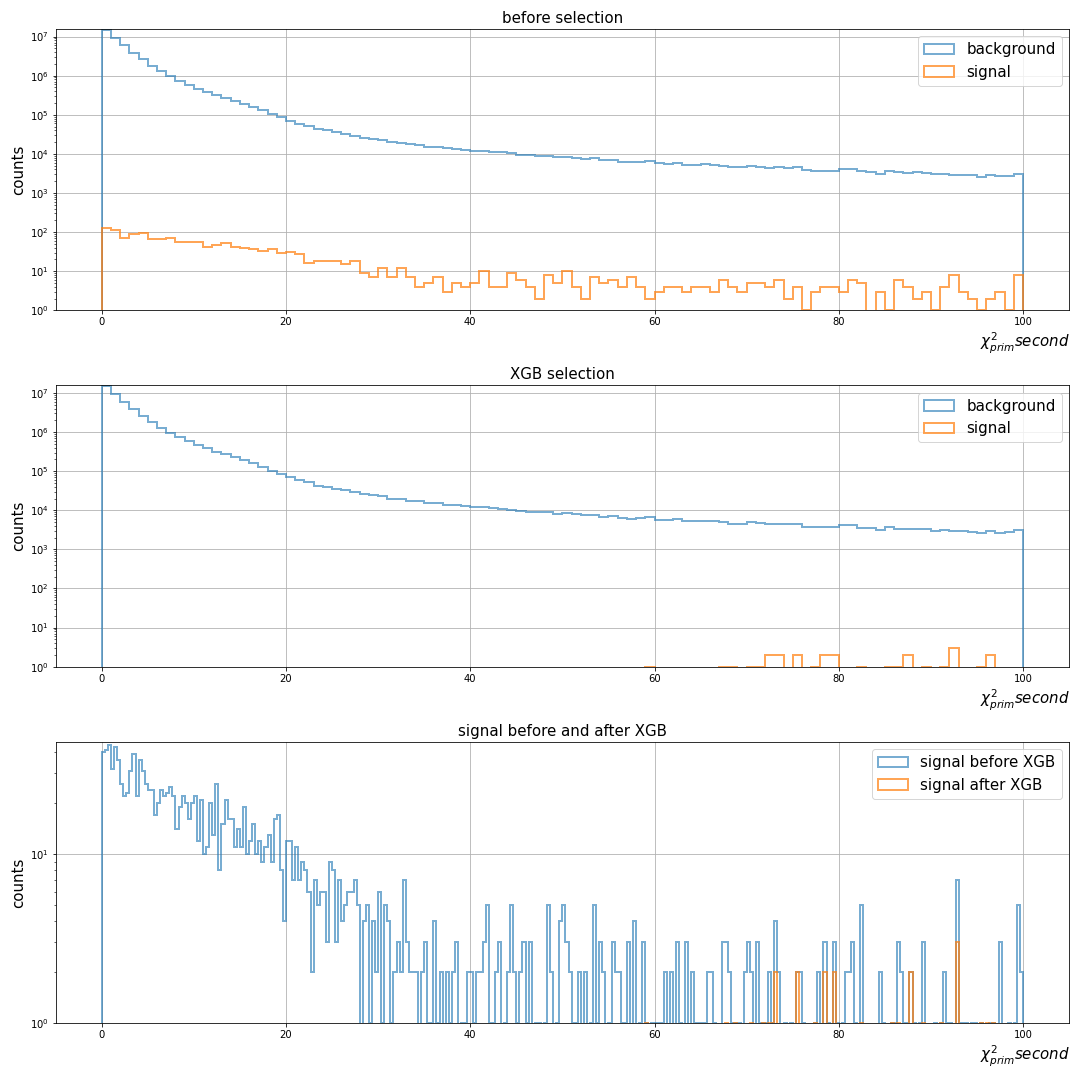 before selection
counts
10⁷
10⁶
10⁵
10⁴
10³
10²
10¹
10⁰
background
signal
0 20 40 60 80 100
χ²prim second
XGB selection
counts
10⁷
10⁶
10⁵
10⁴
10³
10²
10¹
10⁰
background
signal
0 20 40 60 80 100
χ²prim second
signal before and after XGB
counts
10¹
10⁰
signal before XGB
signal after XGB
0 20 40 60 80 100
χ²prim second